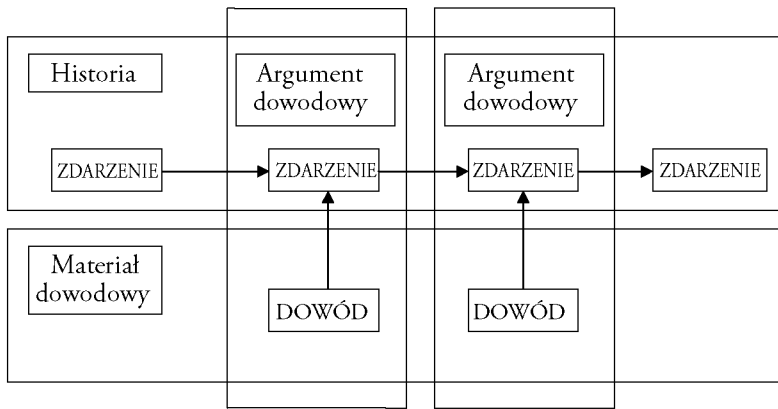 Historia
Argument
dowodowy
Argument
dowodowy
ZDARZENIE
ZDARZENIE
ZDARZENIE
ZDARZENIE
Materiał
dowodowy
DOWÓD
DOWÓD